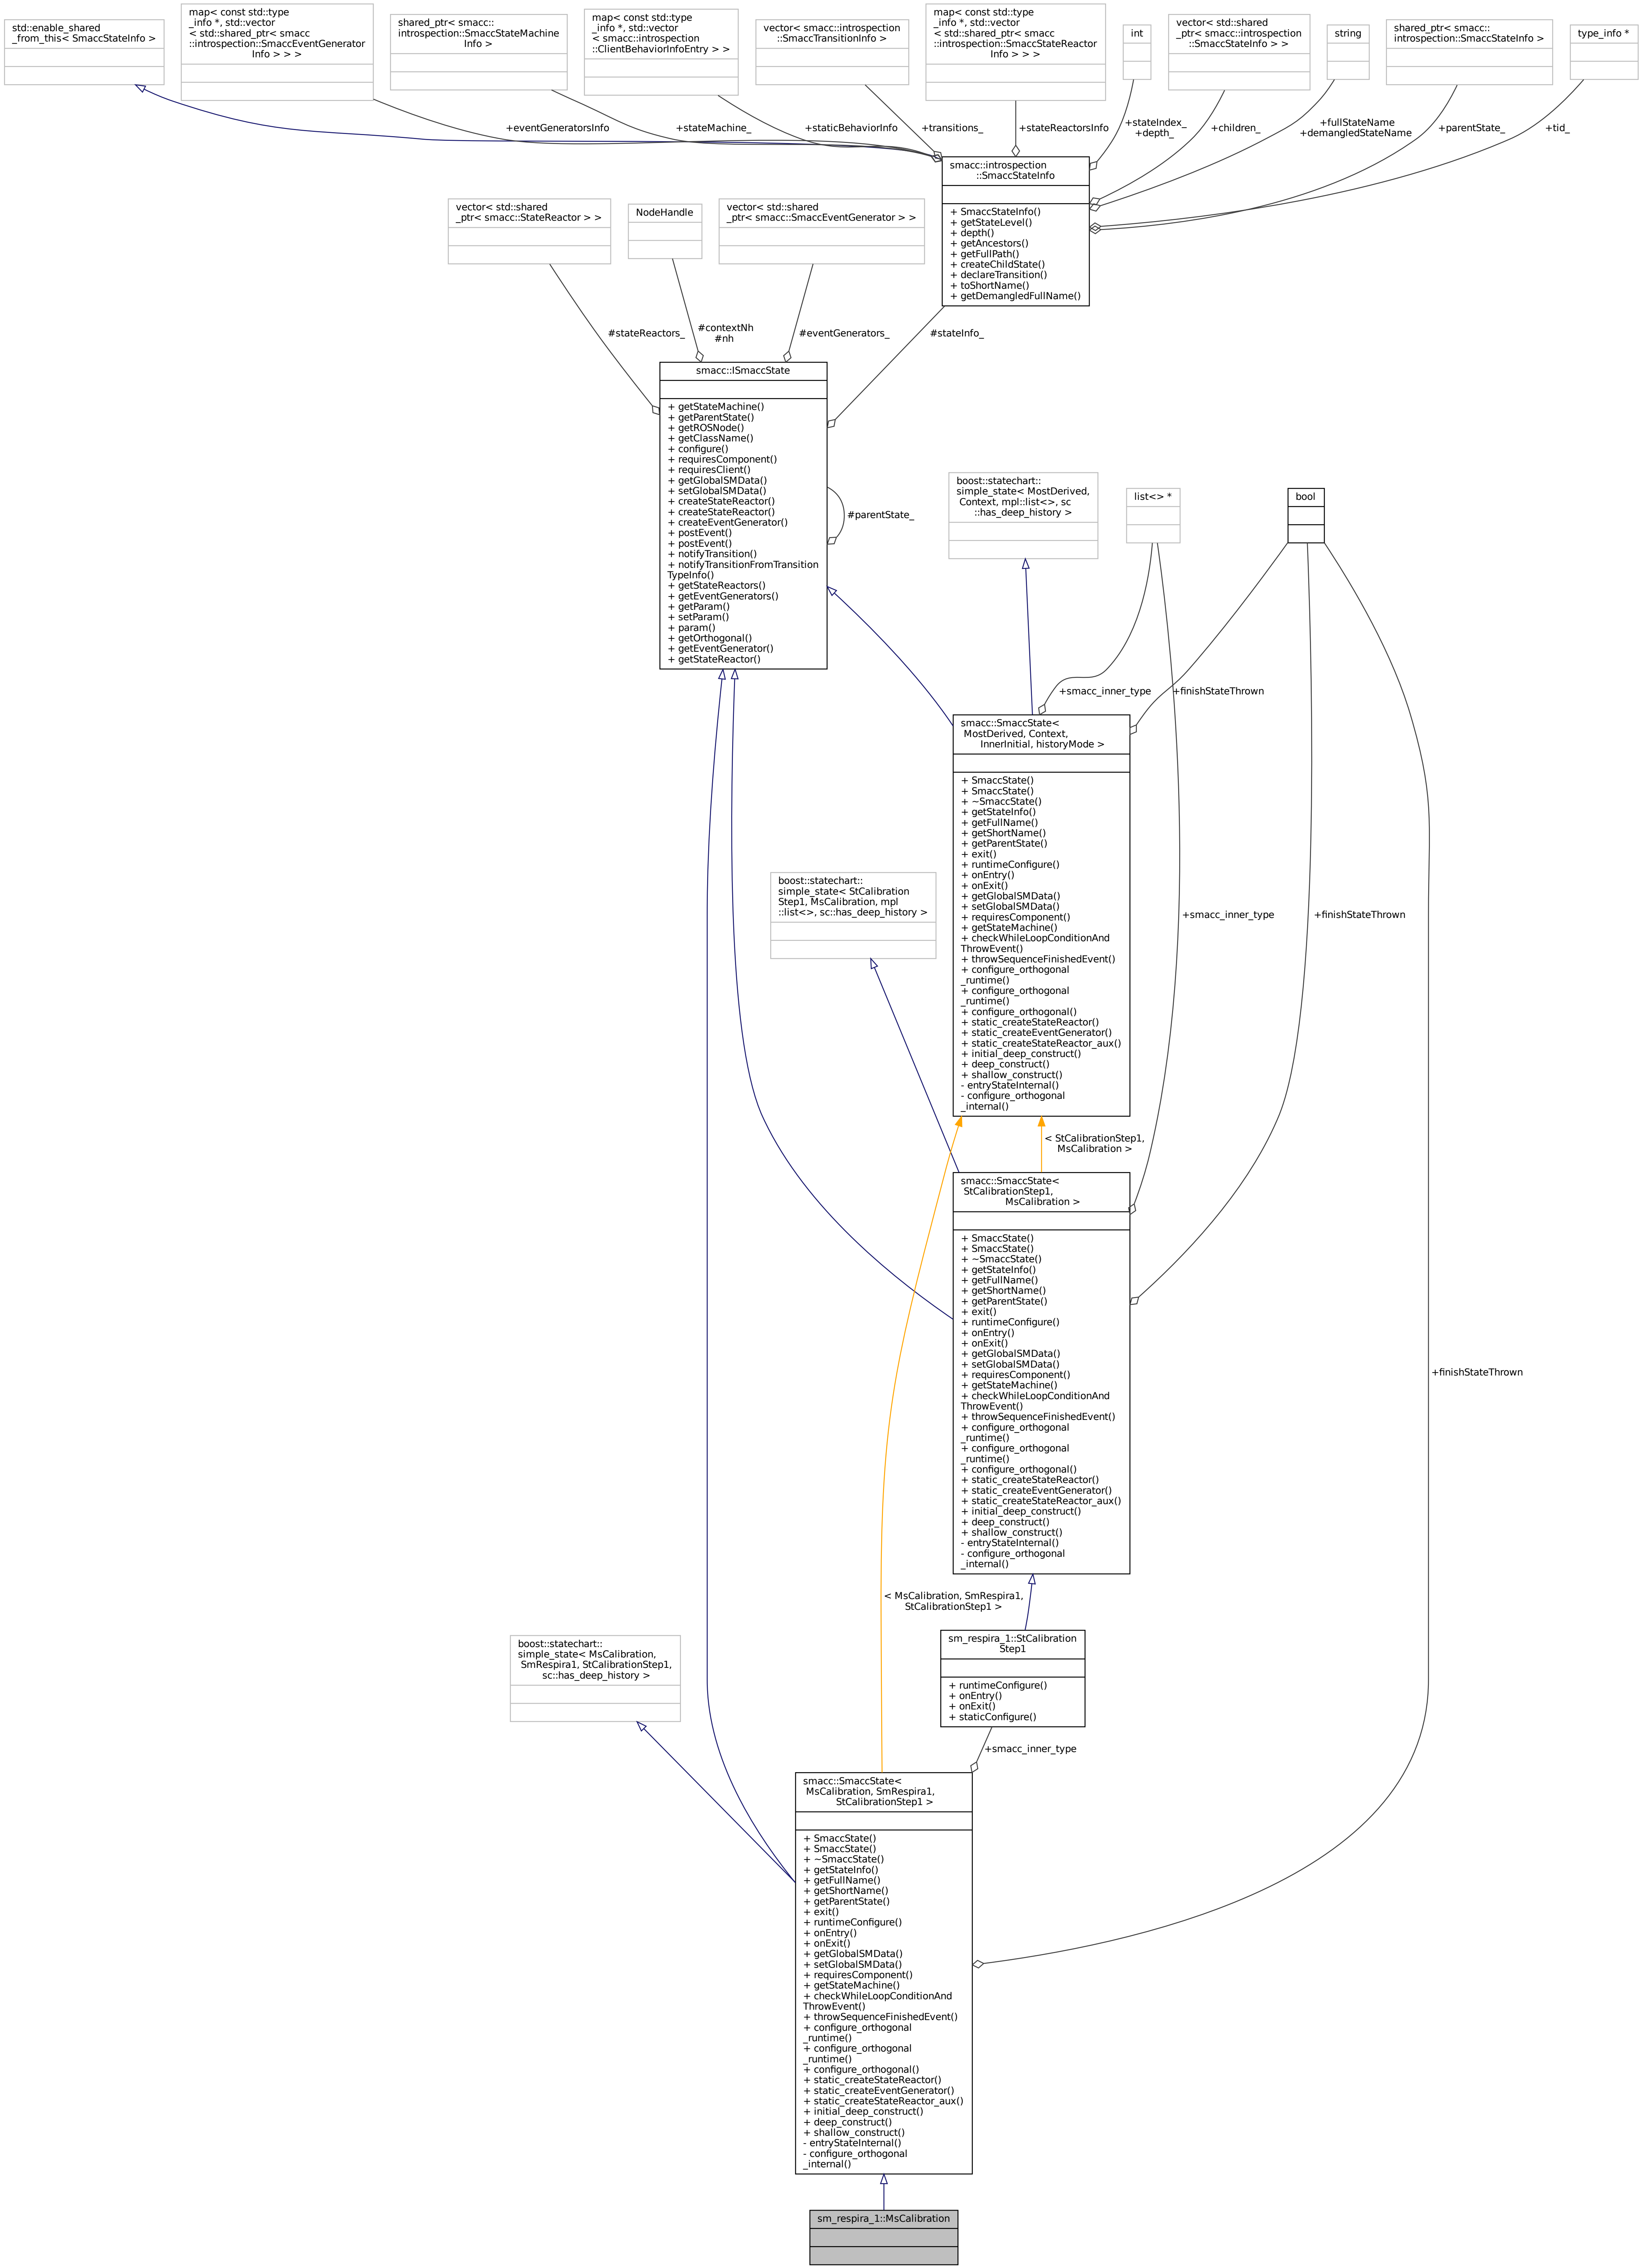 std::enable_shared
_from_this< SmaccStateInfo >
map< const std::type
_info *, std::vector
< std::shared_ptr< smacc
::introspection::SmaccEventGenerator
Info > > >
shared_ptr< smacc::
introspection::SmaccStateMachine
Info >
map< const std::type
_info *, std::vector
< smacc::introspection
::ClientBehaviorInfoEntry > >
vector< smacc::introspection
::SmaccTransitionInfo >
map< const std::type
_info *, std::vector
< std::shared_ptr< smacc
::introspection::SmaccStateReactor
Info > > >
int
vector< std::shared
_ptr< smacc::introspection
::SmaccStateInfo > >
string
shared_ptr< smacc::
introspection::SmaccStateInfo >
type_info *
+eventGeneratorsInfo
+stateMachine_
+staticBehaviorInfo
+transitions_
+stateReactorsInfo
+stateIndex_
+depth_
+children_
+fullStateName
+demangledStateName
+parentState_
+tid_
smacc::introspection
::SmaccStateInfo
+ SmaccStateInfo()
+ getStateLevel()
+ depth()
+ getAncestors()
+ getFullPath()
+ createChildState()
+ declareTransition()
+ toShortName()
+ getDemangledFullName()
vector< std::shared
_ptr< smacc::StateReactor > >
NodeHandle
vector< std::shared
_ptr< smacc::SmaccEventGenerator > >
#stateReactors_
#contextNh
#nh
#eventGenerators_
#stateInfo_
smacc::ISmaccState
+ getStateMachine()
+ getParentState()
+ getROSNode()
+ getClassName()
+ configure()
+ requiresComponent()
+ requiresClient()
+ getGlobalSMData()
+ setGlobalSMData()
+ createStateReactor()
+ createStateReactor()
+ createEventGenerator()
+ postEvent()
+ postEvent()
+ notifyTransition()
+ notifyTransitionFromTransition
TypeInfo()
+ getStateReactors()
+ getEventGenerators()
+ getParam()
+ setParam()
+ param()
+ getOrthogonal()
+ getEventGenerator()
+ getStateReactor()
#parentState_
boost::statechart::
simple_state< MostDerived,
Context, mpl::list<>, sc
::has_deep_history >
list<> *
bool
+smacc_inner_type
+finishStateThrown
smacc::SmaccState<
MostDerived, Context,
InnerInitial, historyMode >
+ SmaccState()
+ SmaccState()
+ ~SmaccState()
+ getStateInfo()
+ getFullName()
+ getShortName()
+ getParentState()
+ exit()
+ runtimeConfigure()
+ onEntry()
+ onExit()
+ getGlobalSMData()
+ setGlobalSMData()
+ requiresComponent()
+ getStateMachine()
+ checkWhileLoopConditionAnd
ThrowEvent()
+ throwSequenceFinishedEvent()
+ configure_orthogonal
_runtime()
+ configure_orthogonal
_runtime()
+ configure_orthogonal()
+ static_createStateReactor()
+ static_createEventGenerator()
+ static_createStateReactor_aux()
+ initial_deep_construct()
+ deep_construct()
+ shallow_construct()
- entryStateInternal()
- configure_orthogonal
_internal()
boost::statechart::
simple_state< StCalibration
Step1, MsCalibration, mpl
::list<>, sc::has_deep_history >
+smacc_inner_type
+finishStateThrown
< StCalibrationStep1,
MsCalibration >
smacc::SmaccState<
StCalibrationStep1,
MsCalibration >
+ SmaccState()
+ SmaccState()
+ ~SmaccState()
+ getStateInfo()
+ getFullName()
+ getShortName()
+ getParentState()
+ exit()
+ runtimeConfigure()
+ onEntry()
+ onExit()
+ getGlobalSMData()
+ setGlobalSMData()
+ requiresComponent()
+ getStateMachine()
+ checkWhileLoopConditionAnd
ThrowEvent()
+ throwSequenceFinishedEvent()
+ configure_orthogonal
_runtime()
+ configure_orthogonal
_runtime()
+ configure_orthogonal()
+ static_createStateReactor()
+ static_createEventGenerator()
+ static_createStateReactor_aux()
+ initial_deep_construct()
+ deep_construct()
+ shallow_construct()
- entryStateInternal()
- configure_orthogonal
_internal()
+finishStateThrown
< MsCalibration, SmRespira1,
StCalibrationStep1 >
sm_respira_1::StCalibration
Step1
+ runtimeConfigure()
+ onEntry()
+ onExit()
+ staticConfigure()
boost::statechart::
simple_state< MsCalibration,
SmRespira1, StCalibrationStep1,
sc::has_deep_history >
+smacc_inner_type
smacc::SmaccState<
MsCalibration, SmRespira1,
StCalibrationStep1 >
+ SmaccState()
+ SmaccState()
+ ~SmaccState()
+ getStateInfo()
+ getFullName()
+ getShortName()
+ getParentState()
+ exit()
+ runtimeConfigure()
+ onEntry()
+ onExit()
+ getGlobalSMData()
+ setGlobalSMData()
+ requiresComponent()
+ getStateMachine()
+ checkWhileLoopConditionAnd
ThrowEvent()
+ throwSequenceFinishedEvent()
+ configure_orthogonal
_runtime()
+ configure_orthogonal
_runtime()
+ configure_orthogonal()
+ static_createStateReactor()
+ static_createEventGenerator()
+ static_createStateReactor_aux()
+ initial_deep_construct()
+ deep_construct()
+ shallow_construct()
- entryStateInternal()
- configure_orthogonal
_internal()
sm_respira_1::MsCalibration